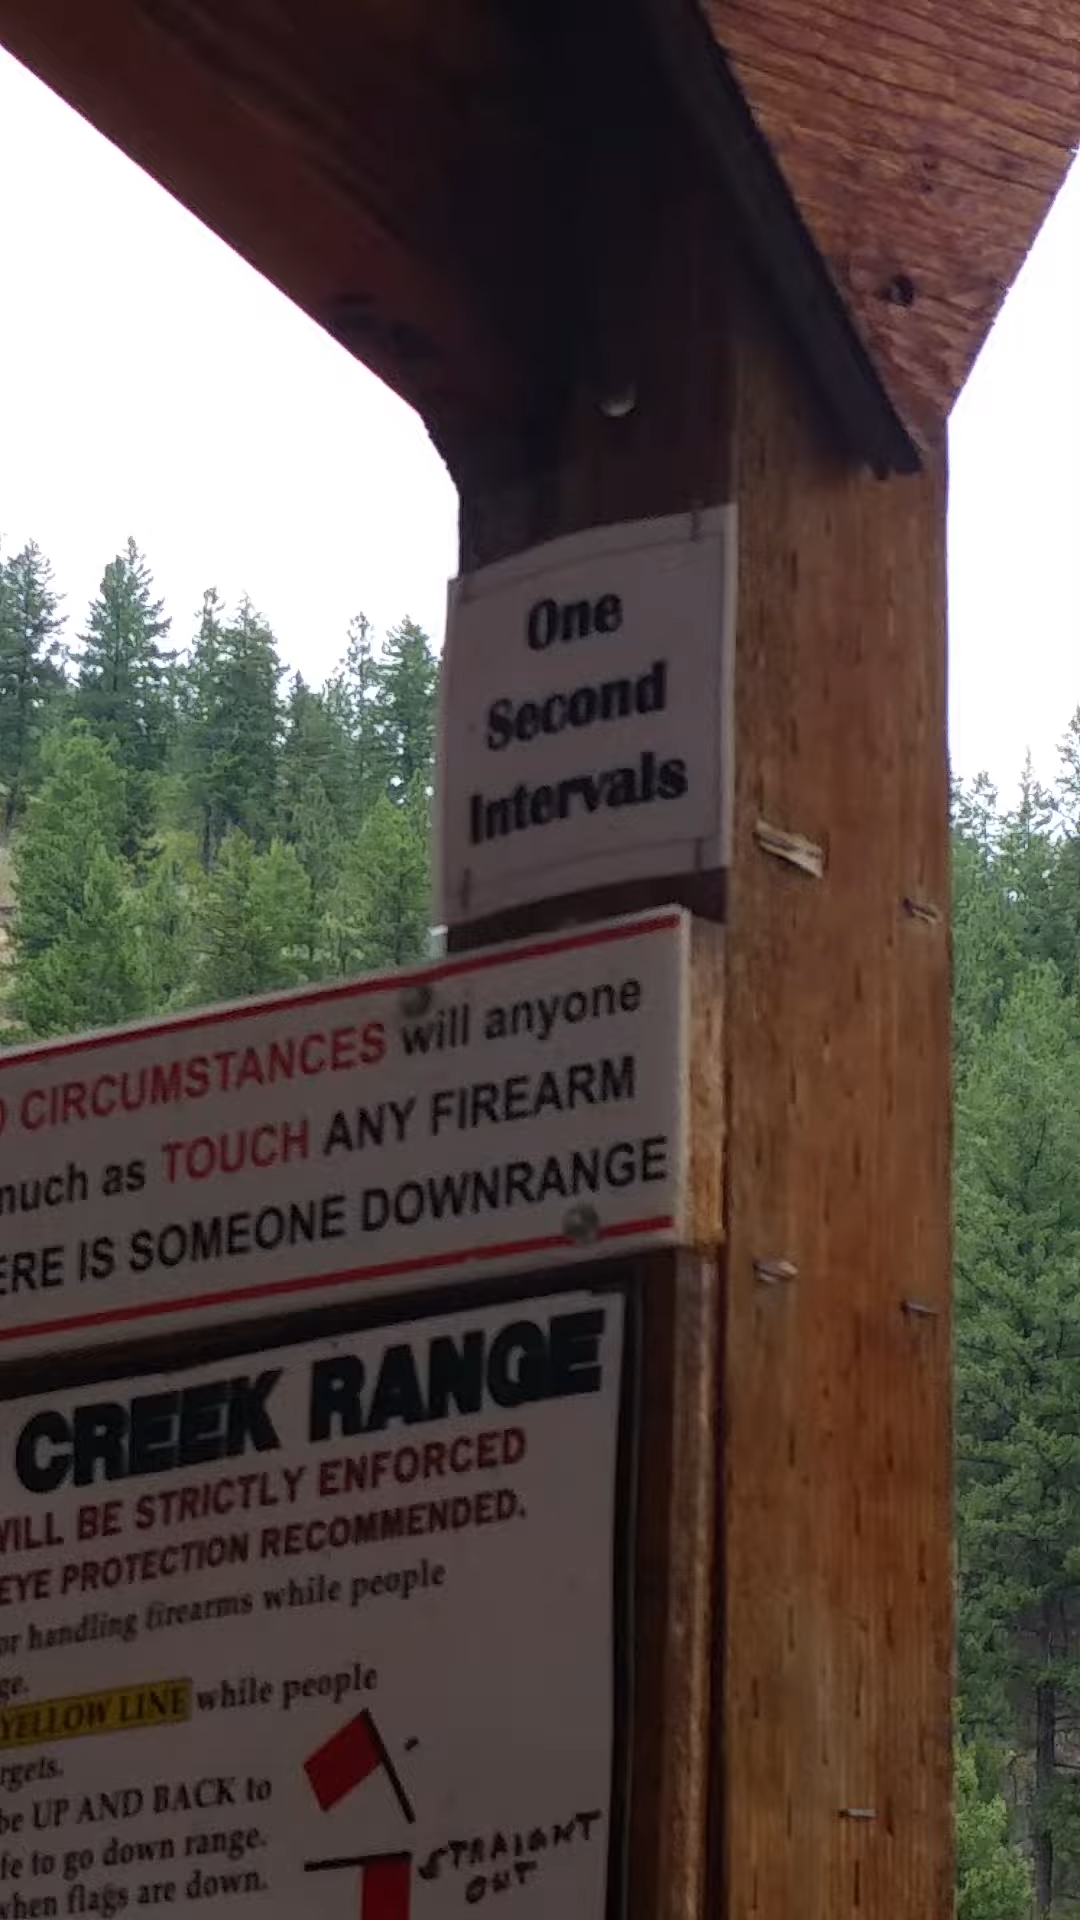 One
Second
Intervals
CIRCUMSTANCES will anyone
much as TOUCH ANY FIREARM
ERE IS SOMEONE DOWNRANGE
CREEK RANGE
WILL BE STRICTLY ENFORCED
EYE PROTECTION RECOMMENDED.
or handling firearms while people
ge.
YELLOW LINE while people
rgets.
be UP AND BACK to
fe to go down range.
when flags are down.
STRAIGHT
OUT